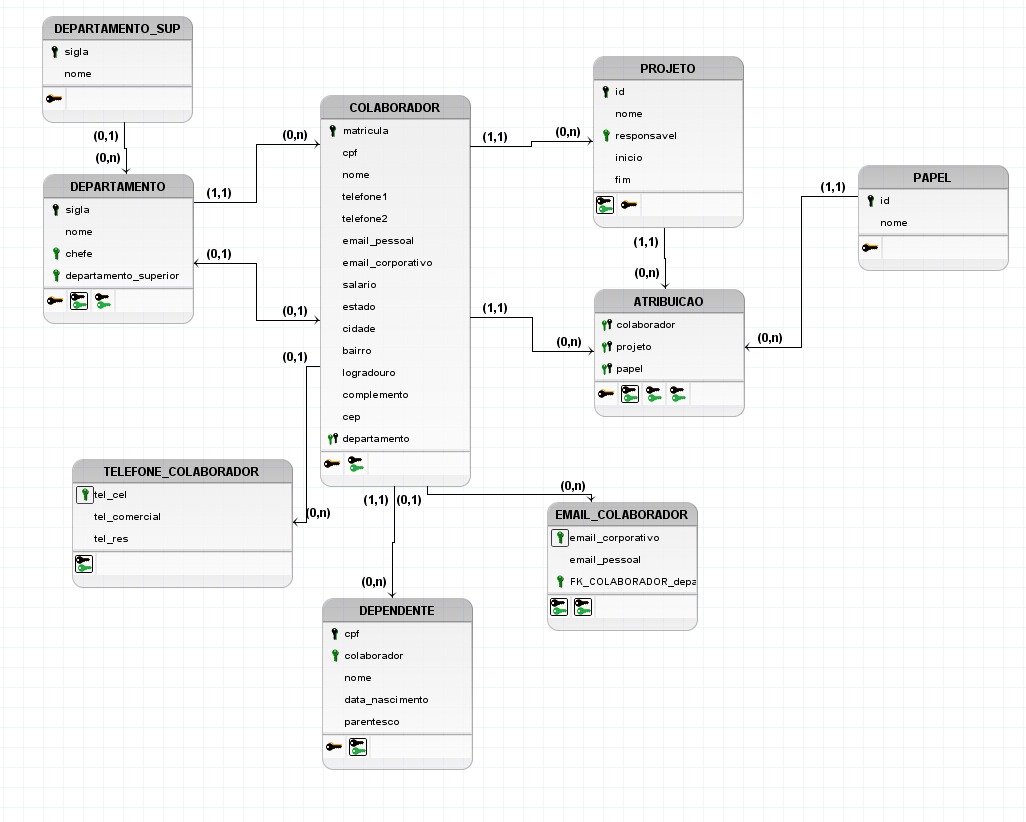 DEPARTAMENTO_SUP
sigla
nome
(0,1)
(0,n)
DEPARTAMENTO
sigla
nome
chefe
departamento_superior
(1,1)
(0,n)
(0,1)
(0,1)
COLABORADOR
matricula
cpf
nome
telefone1
telefone2
email_pessoal
email_corporativo
salario
estado
cidade
bairro
logradouro
complemento
cep
departamento
(1,1)
(0,n)
PROJETO
id
nome
responsavel
inicio
fim
(1,1)
(0,n)
PAPEL
id
nome
(1,1)
(0,n)
ATRIBUICAO
colaborador
projeto
papel
(1,1)
(0,n)
(0,1)
(0,n)
TELEFONE_COLABORADOR
tel_cel
tel_comercial
tel_res
(1,1)
(0,1)
(0,n)
(0,n)
EMAIL_COLABORADOR
email_corporativo
email_pessoal
FK_COLABORADOR_depa
DEPENDENTE
cpf
colaborador
nome
data_nascimento
parentesco